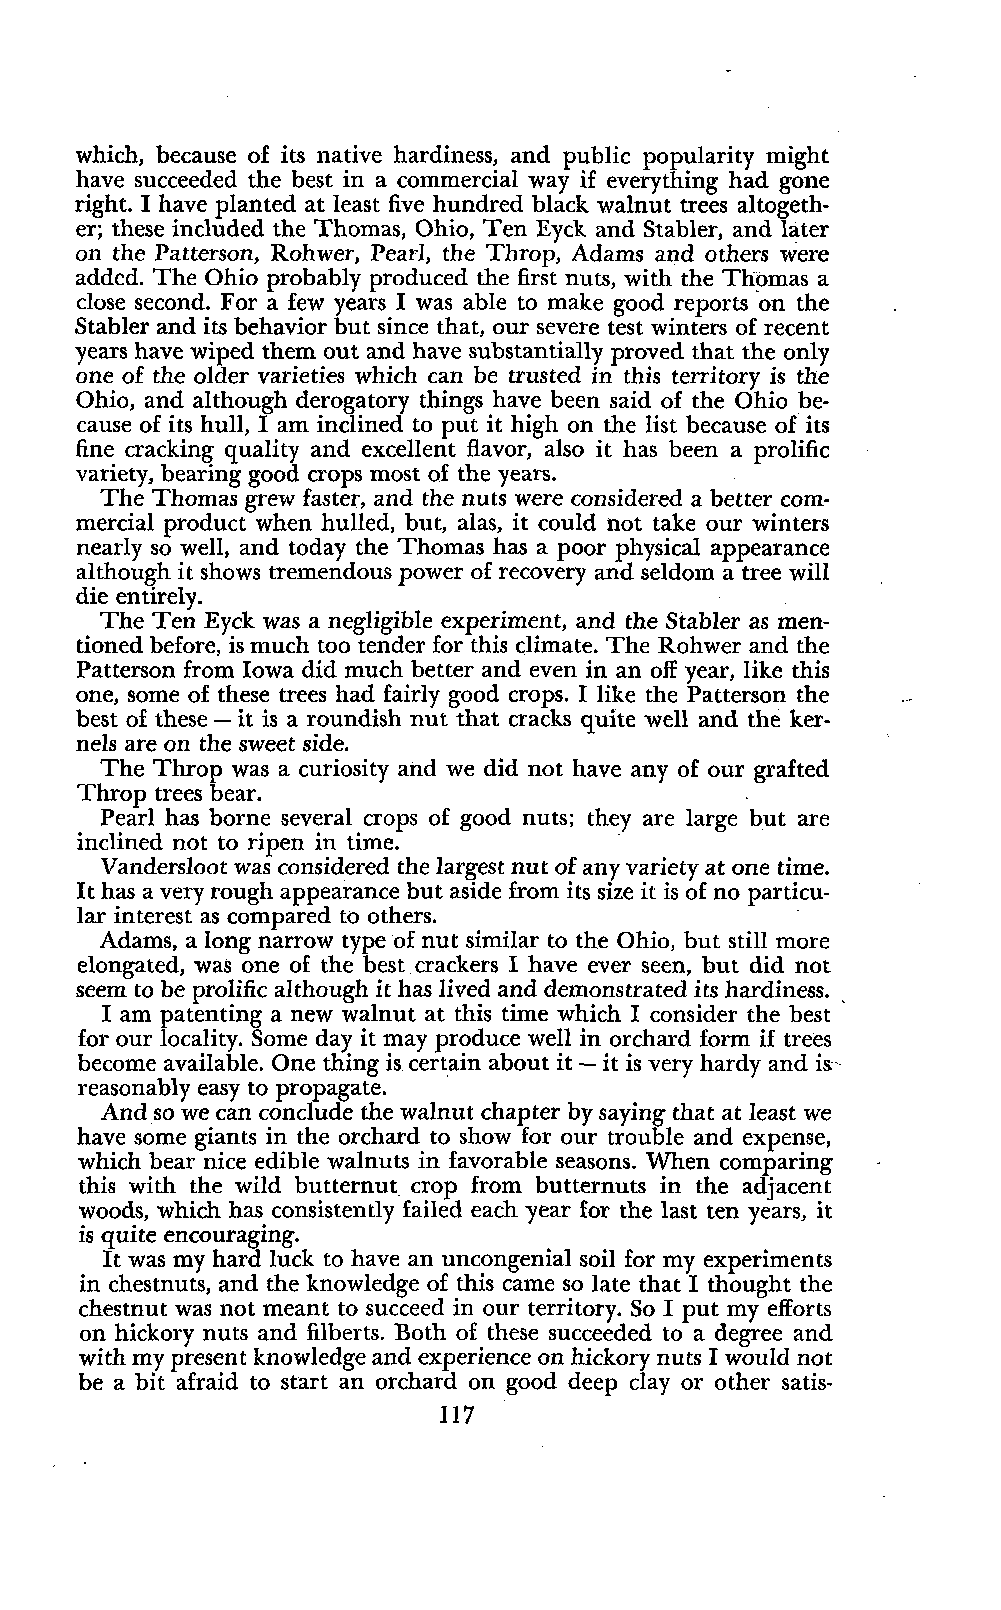 which, because of its native hardiness, and public popularity might
have succeeded the best in a commercial way if everything had gone
right. I have planted at least five hundred black walnut trees altogeth-
er; these included the Thomas, Ohio, Ten Eyck and Stabler, and later
on the Patterson, Rohwer, Pearl, the Throp, Adams and others were
added. The Ohio probably produced the first nuts, with the Thomas a
close second. For a few years I was able to make good reports on the
Stabler and its behavior but since that, our severe test winters of recent
years have wiped them out and have substantially proved that the only
one of the older varieties which can be trusted in this territory is the
Ohio, and although derogatory things have been said of the Ohio be-
cause of its hull, I am inclined to put it high on the list because of its
fine cracking quality and excellent flavor, also it has been a prolific
variety, bearing good crops most of the years.
The Thomas grew faster, and the nuts were considered a better com-
mercial product when hulled, but, alas, it could not take our winters
nearly so well, and today the Thomas has a poor physical appearance
although it shows tremendous power of recovery and seldom a tree will
die entirely.
The Ten Eyck was a negligible experiment, and the Stabler as men-
tioned before, is much too tender for this climate. The Rohwer and the
Patterson from Iowa did much better and even in an off year, like this
one, some of these trees had fairly good crops. I like the Patterson the
best of these — it is a roundish nut that cracks quite well and the ker-
nels are on the sweet side.
The Throp was a curiosity and we did not have any of our grafted
Throp trees bear.
Pearl has borne several crops of good nuts; they are large but are
inclined not to ripen in time.
Vandersloot was considered the largest nut of any variety at one time.
It has a very rough appearance but aside from its size it is of no particu-
lar interest as compared to others.
Adams, a long narrow type of nut similar to the Ohio, but still more
elongated, was one of the best crackers I have ever seen, but did not
seem to be prolific although it has lived and demonstrated its hardiness.
I am patenting a new walnut at this time which I consider the best
for our locality. Some day it may produce well in orchard form if trees
become available. One thing is certain about it — it is very hardy and is
reasonably easy to propagate.
And so we can conclude the walnut chapter by saying that at least we
have some giants in the orchard to show for our trouble and expense,
which bear nice edible walnuts in favorable seasons. When comparing
this with the wild butternut crop from butternuts in the adjacent
woods, which has consistently failed each year for the last ten years, it
is quite encouraging.
It was my hard luck to have an uncongenial soil for my experiments
in chestnuts, and the knowledge of this came so late that I thought the
chestnut was not meant to succeed in our territory. So I put my efforts
on hickory nuts and filberts. Both of these succeeded to a degree and
with my present knowledge and experience on hickory nuts I would not
be a bit afraid to start an orchard on good deep clay or other satis-
117